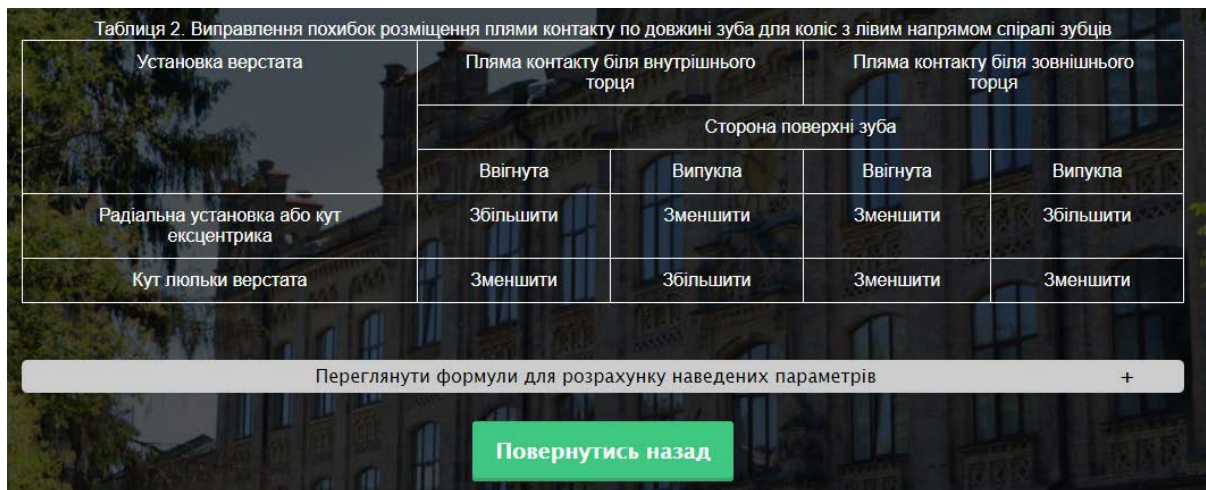 Таблиця 2. Виправлення похибок розміщення плями контакту по довжині зуба для коліс з лівим напрямом спіралі зубців
Установка верстата
Пляма контакту біля внутрішнього
торця
Пляма контакту біля зовнішнього
торця
Сторона поверхні зуба
Ввігнута
Випукла
Ввігнута
Випукла
Радіальна установка або кут
ексцентрика
Збільшити
Зменшити
Зменшити
Збільшити
Кут люльки верстата
Зменшити
Збільшити
Зменшити
Зменшити
Переглянути формули для розрахунку наведених параметрів +
Повернутись назад